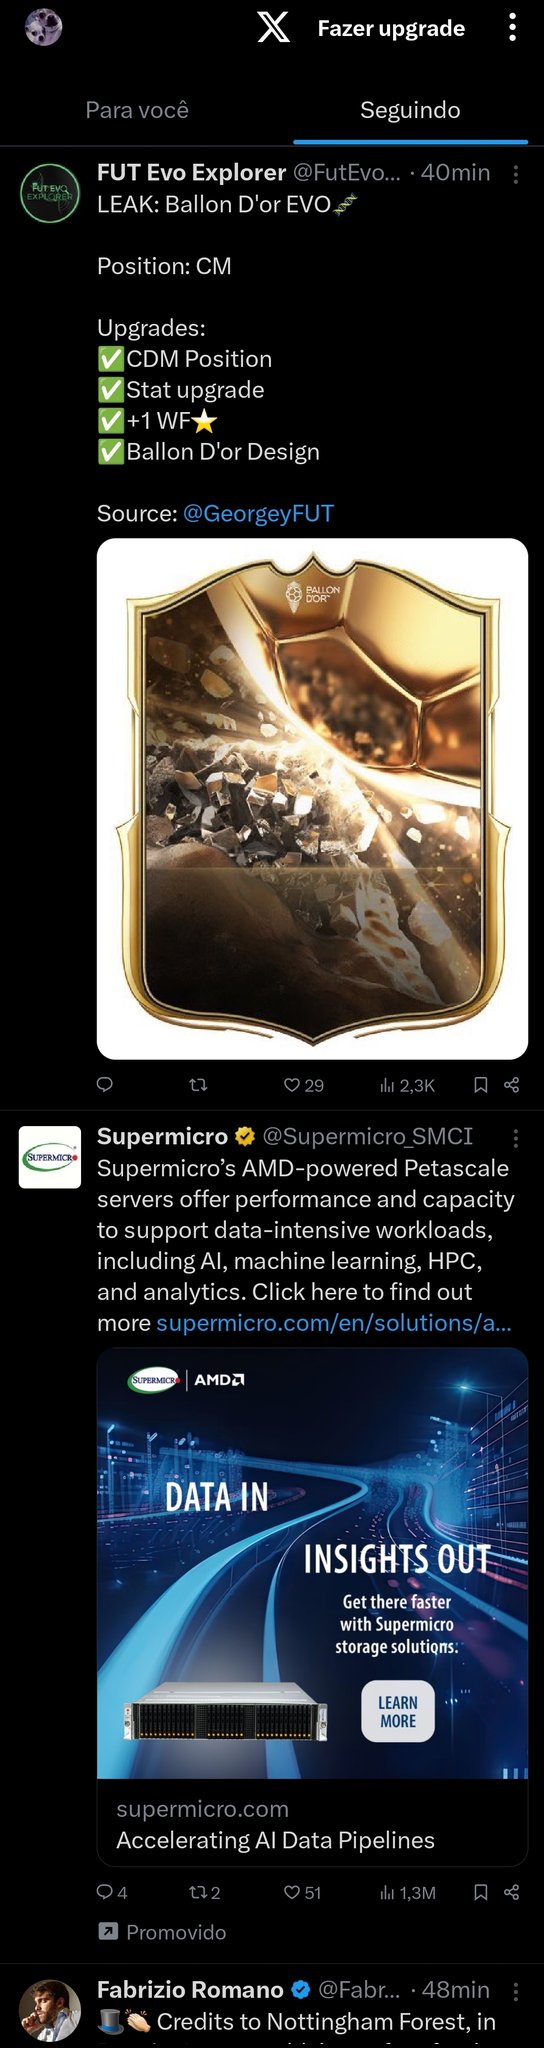 Fazer upgrade
Para você
Seguindo
FUT Evo Explorer @FutEvo... · 40min
FUT EVO
EXPLORER
LEAK: Ballon D'or EVO🧬
Position: CM
Upgrades:
✅CDM Position
✅Stat upgrade
✅+1 WF⭐
✅Ballon D'or Design
Source: @GeorgeyFUT
BALLON
D'OR™
29
2,3K
Supermicro @Supermicro_SMCI
SUPERMICRO
Supermicro’s AMD-powered Petascale
servers offer performance and capacity
to support data-intensive workloads,
including AI, machine learning, HPC,
and analytics. Click here to find out
more supermicro.com/en/solutions/a...
SUPERMICRO | AMD
DATA IN
INSIGHTS OUT
Get there faster
with Supermicro
storage solutions.
LEARN
MORE
supermicro.com
Accelerating AI Data Pipelines
4
2
51
1,3M
Promovido
Fabrizio Romano @Fabr... · 48min
🎩👏🏻 Credits to Nottingham Forest, in